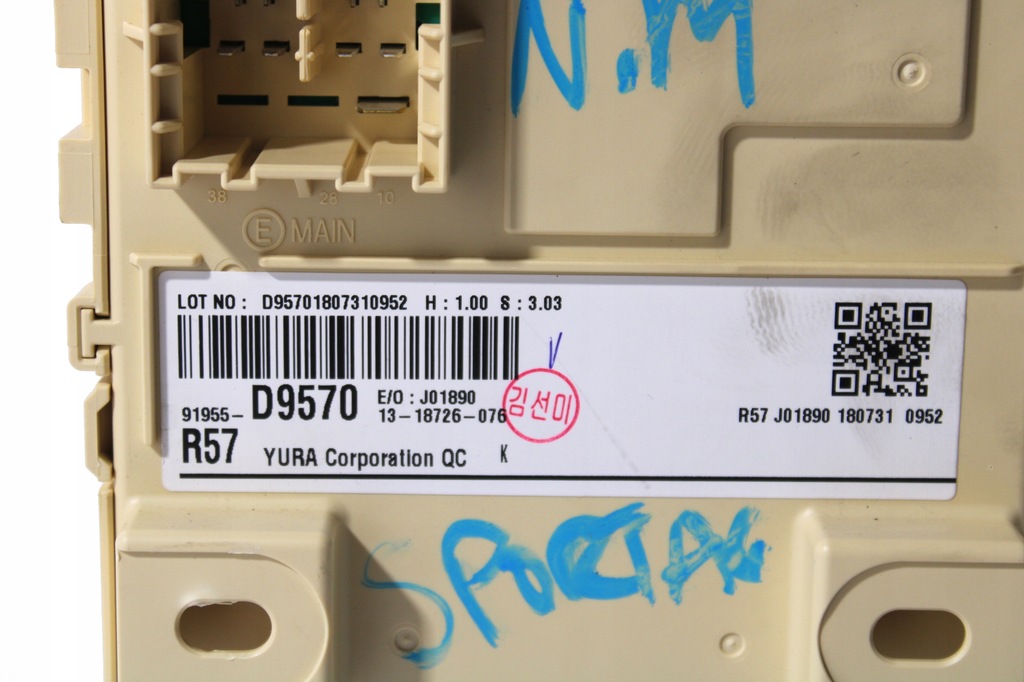 N.M
38 28 10
E MAIN
LOT NO : D95701807310952 H : 1.00 S : 3.03
91955- D9570 E/O : J01890
13-18726-076
김선미
R57 J01890 180731 0952
R57 YURA Corporation QC K
SPORTAG